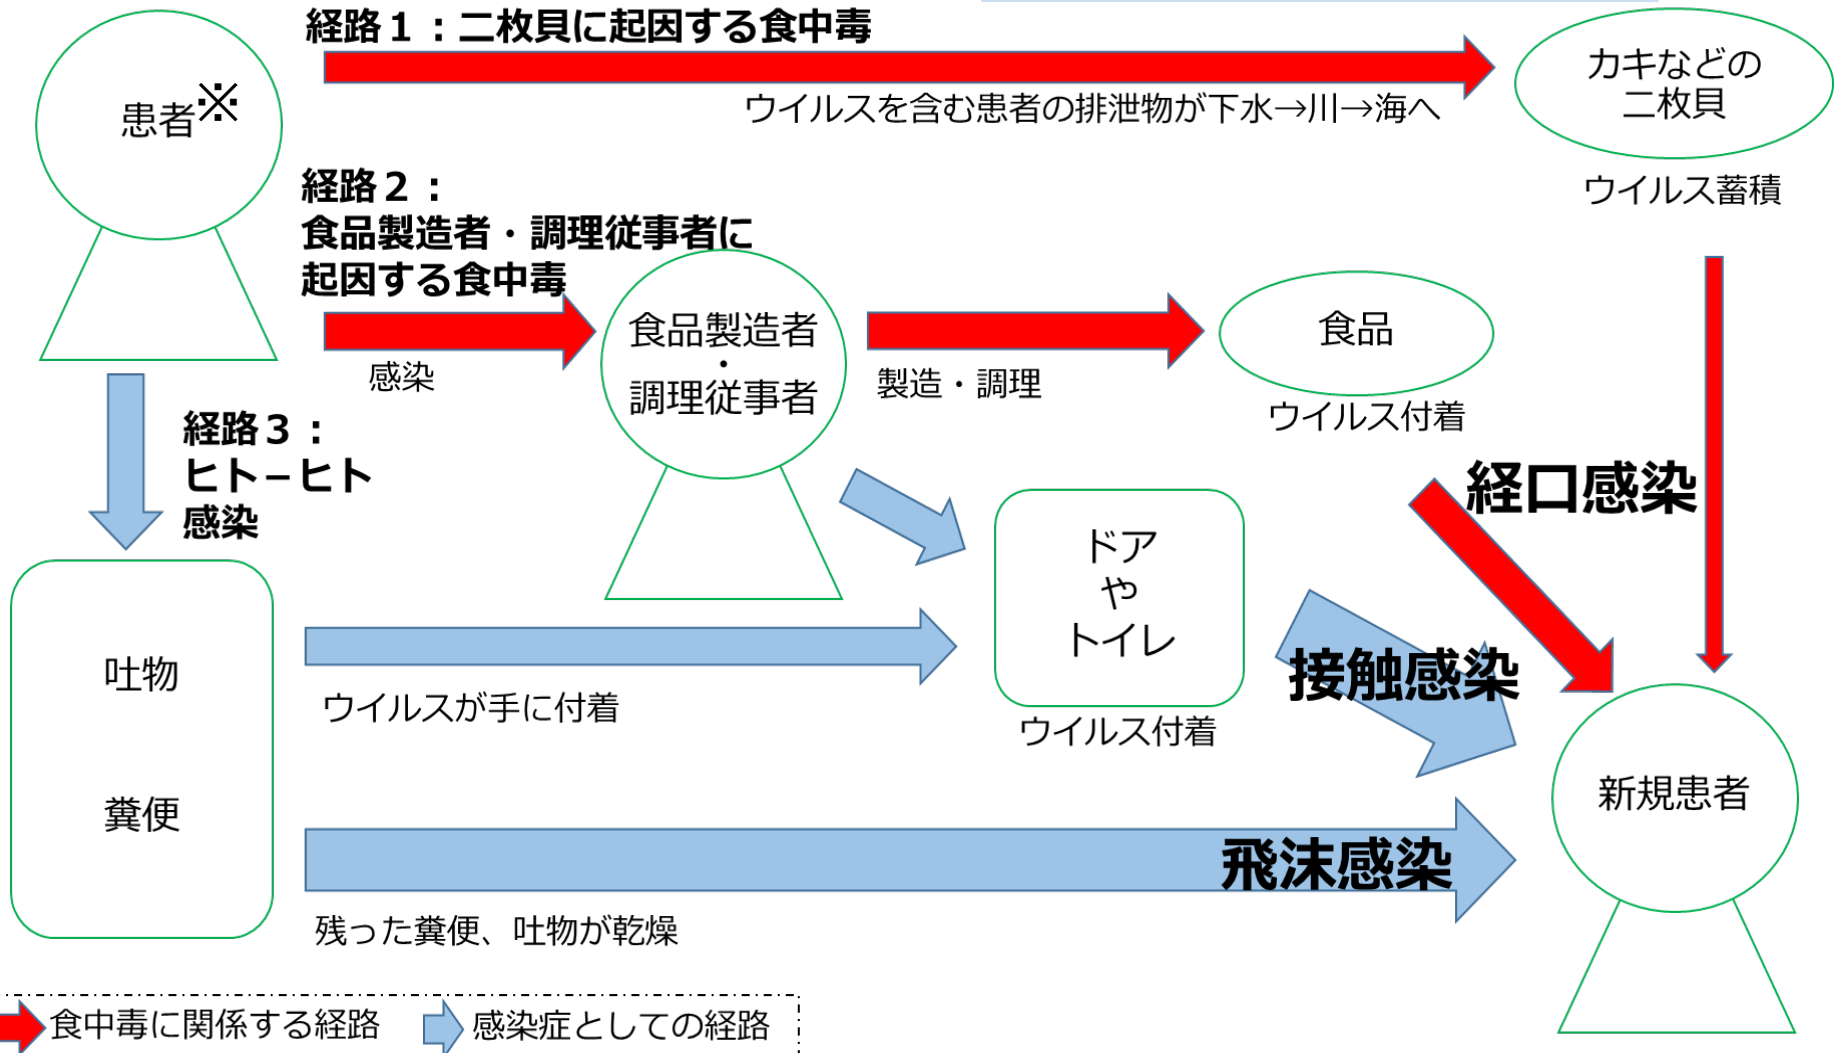 経路１：二枚貝に起因する食中毒
患者※
ウイルスを含む患者の排泄物が下水→川→海へ
カキなどの
二枚貝
ウイルス蓄積
経路２：
食品製造者・調理従事者に
起因する食中毒
感染
食品製造者
・
調理従事者
製造・調理
食品
ウイルス付着
経路３：
ヒト－ヒト
感染
経口感染
ドア
や
トイレ
ウイルス付着
接触感染
吐物
糞便
ウイルスが手に付着
新規患者
飛沫感染
残った糞便、吐物が乾燥
食中毒に関係する経路
感染症としての経路